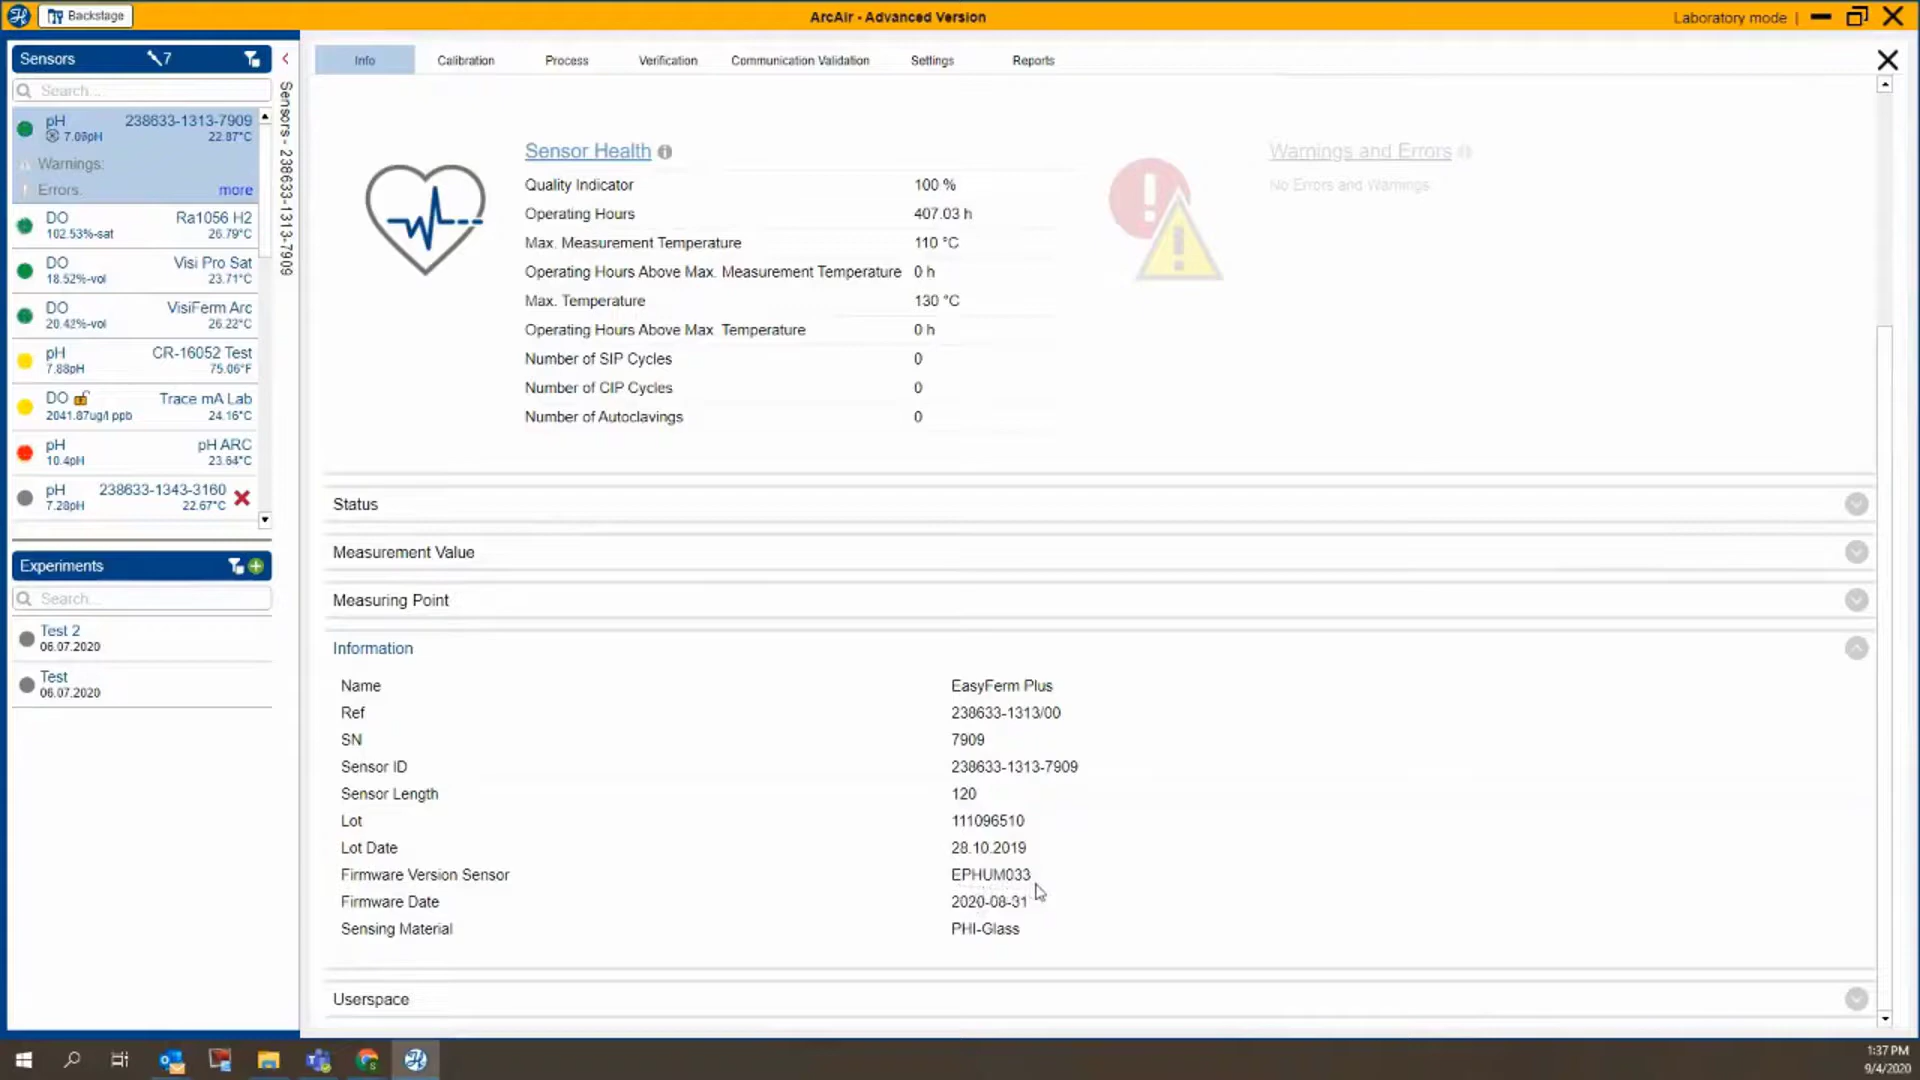 Backstage
ArcAir - Advanced Version
Laboratory mode
Sensors
7
Search...
pH 238633-1313-7909
7.08pH 22.87°C
Warnings:
Errors: more
DO Ra1056 H2
102.53%-sat 26.79°C
DO Visi Pro Sat
18.52%-vol 23.71°C
DO VisiFerm Arc
20.42%-vol 26.22°C
pH CR-16052 Test
7.88pH 75.06°F
DO Trace mA Lab
2041.87ug/l ppb 24.16°C
pH pH ARC
10.4pH 23.64°C
pH 238633-1343-3160
7.28pH 22.67°C
Experiments
Search...
Test 2
06.07.2020
Test
06.07.2020
Sensors - 238633-1313-7909
Info Calibration Process Verification Communication Validation Settings Reports
Sensor Health
Quality Indicator 100 %
Operating Hours 407.03 h
Max. Measurement Temperature 110 °C
Operating Hours Above Max. Measurement Temperature 0 h
Max. Temperature 130 °C
Operating Hours Above Max. Temperature 0 h
Number of SIP Cycles 0
Number of CIP Cycles 0
Number of Autoclavings 0
Warnings and Errors
No Errors and Warnings
Status
Measurement Value
Measuring Point
Information
Name EasyFerm Plus
Ref 238633-1313/00
SN 7909
Sensor ID 238633-1313-7909
Sensor Length 120
Lot 111096510
Lot Date 28.10.2019
Firmware Version Sensor EPHUM033
Firmware Date 2020-08-31
Sensing Material PHI-Glass
Userspace
1:37 PM
9/4/2020